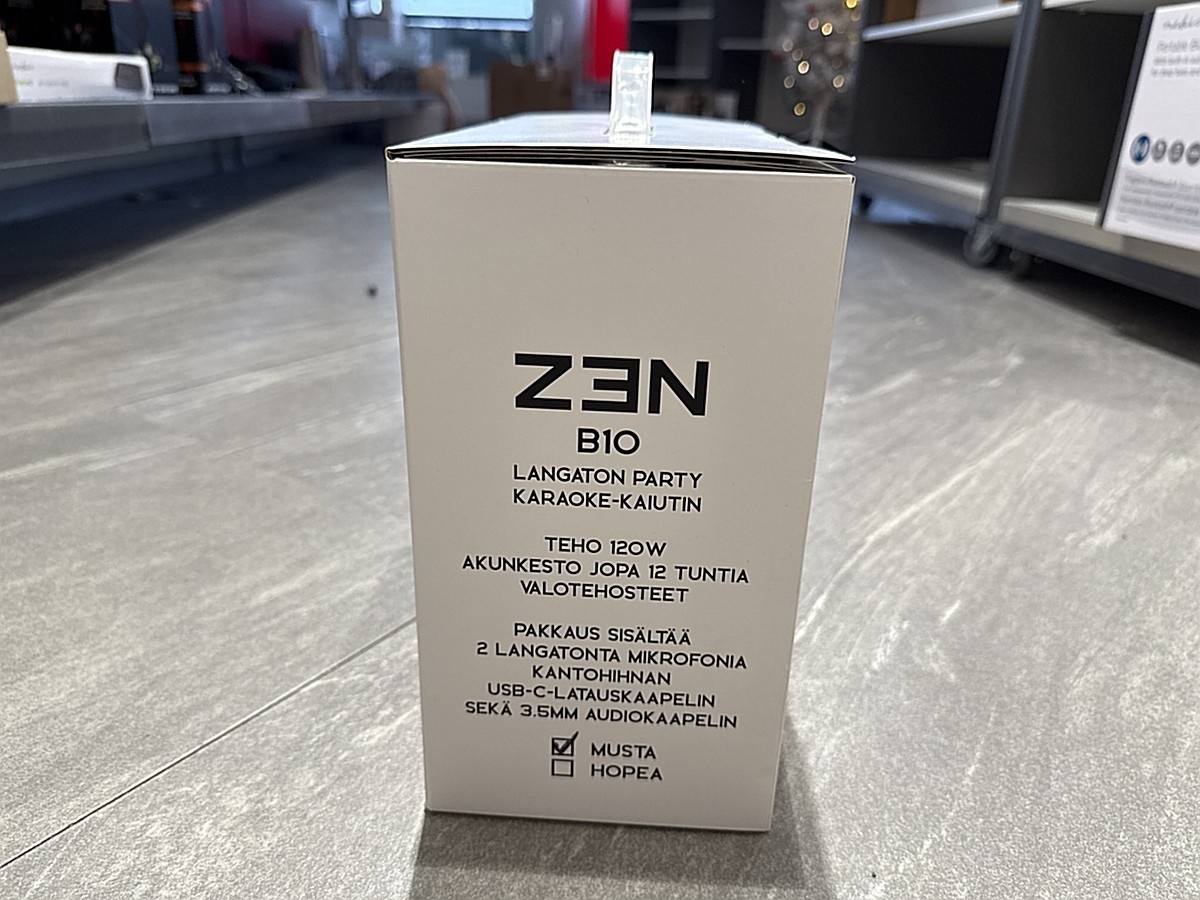 ZEN
B10
LANGATON PARTY
KARAOKE-KAIUTIN
TEHO 120W
AKUNKESTO JOPA 12 TUNTIA
VALOTEHOSTEET
PAKKAUS SISÄLTÄÄ
2 LANGATONTA MIKROFONIA
KANTOHIHNAN
USB-C-LATAUSKAAPELIN
SEKÄ 3.5MM AUDIOKAAPELIN
MUSTA
HOPEA